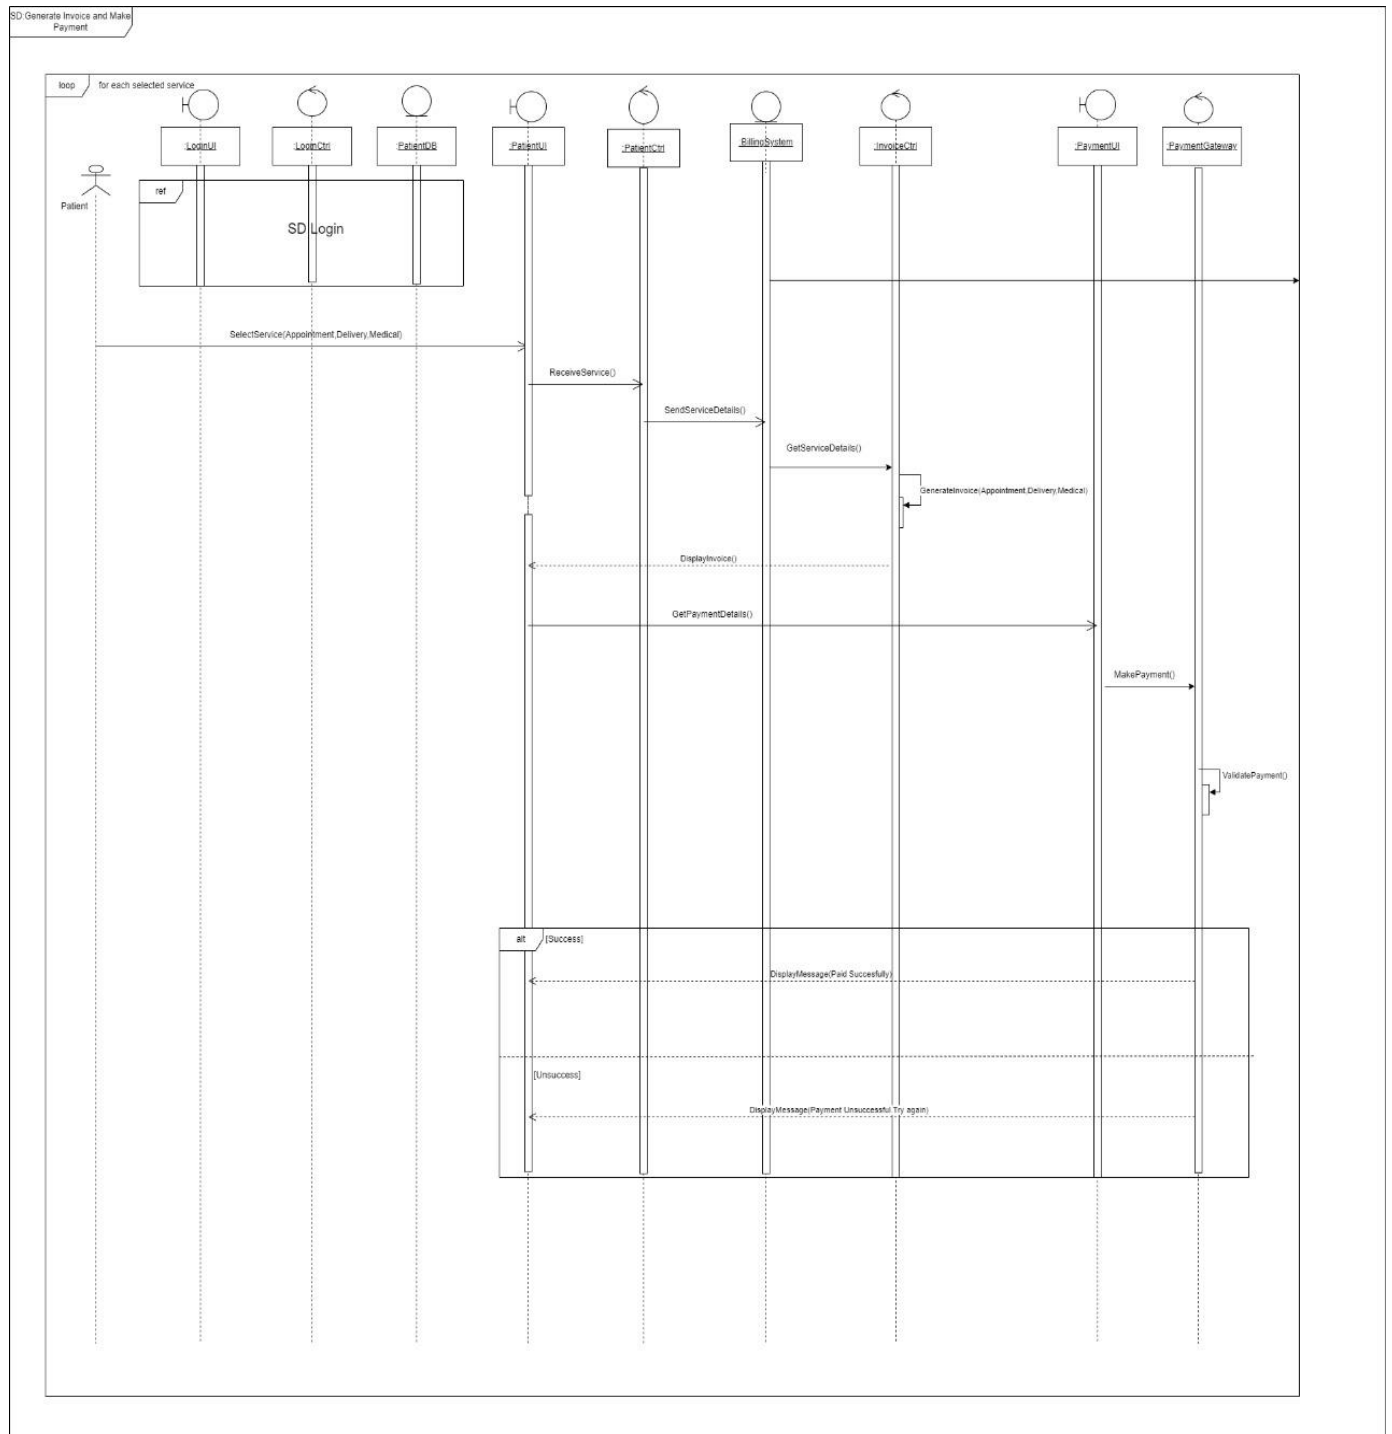 SD:Generate Invoice and Make
Payment
loop
for each selected service
:LoginUI
:LoginCtrl
:PatientDB
:PatientUI
:PatientCtrl
:BillingSystem
:InvoiceCtrl
:PaymentUI
:PaymentGateway
Patient
ref
SD Login
SelectService(Appointment,Delivery,Medical)
ReceiveService()
SendServiceDetails()
GetServiceDetails()
GenerateInvoice(Appointment,Delivery,Medical)
DisplayInvoice()
GetPaymentDetails()
MakePayment()
ValidatePayment()
alt
[Success]
DisplayMessage(Paid Succesfully)
[Unsuccess]
DisplayMessage(Payment Unsuccessful Try again)